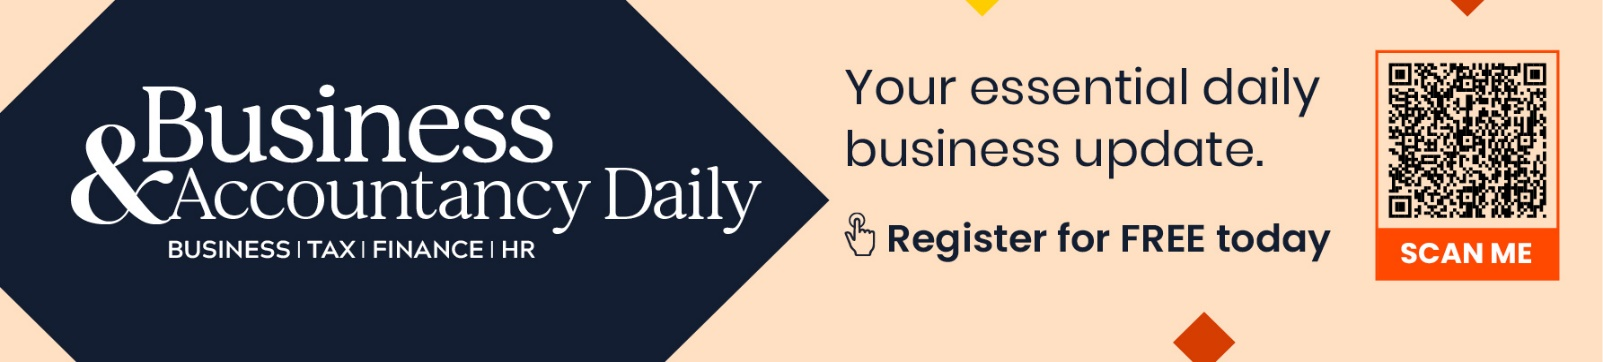 Business
& Accountancy Daily
BUSINESS | TAX | FINANCE | HR
Your essential daily
business update.
Register for FREE today
SCAN ME